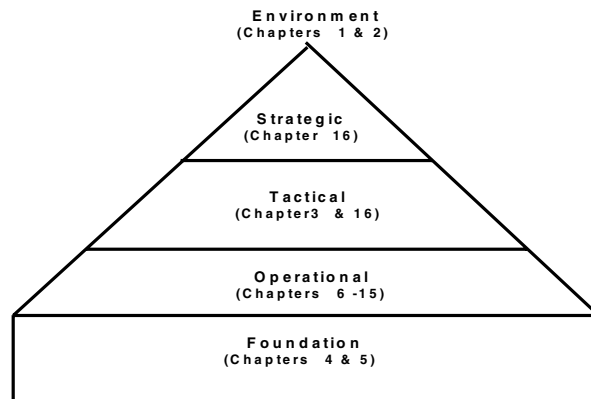 Environment
(Chapters 1 & 2)
Strategic
(Chapter 16)
Tactical
(Chapter3 & 16)
Operational
(Chapters 6 -15)
Foundation
(Chapters 4 & 5)